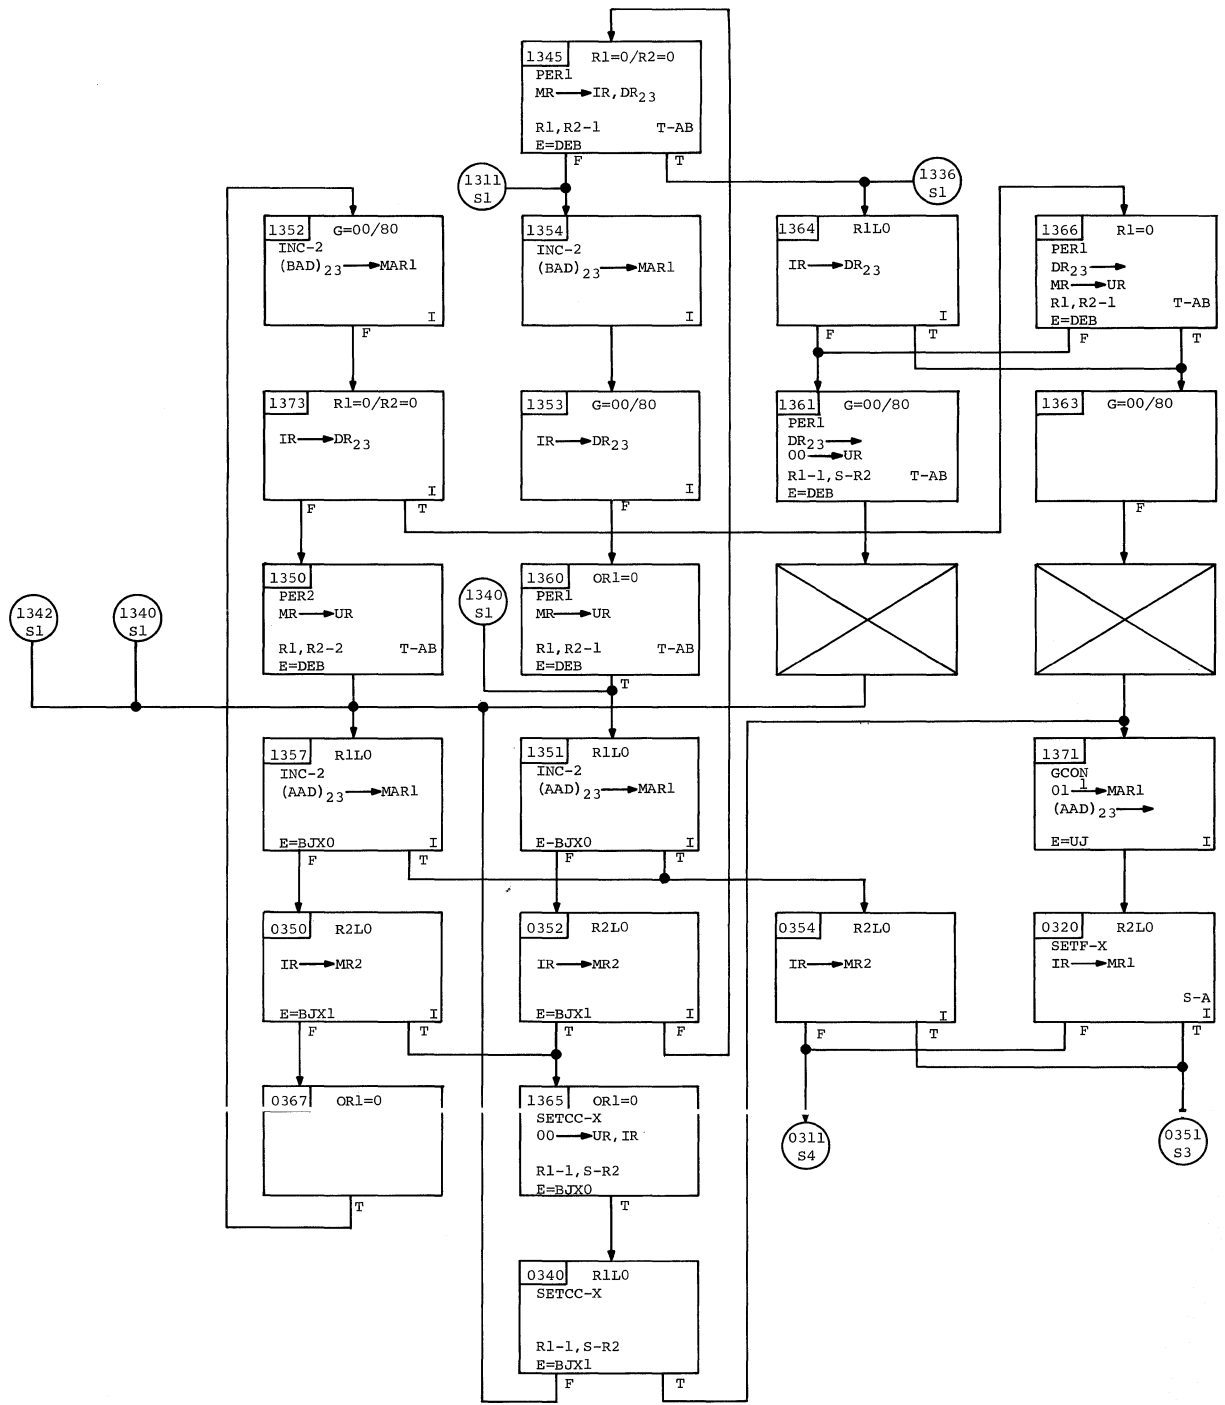 1345 R1=0/R2=0
PER1
MR IR,DR23
R1,R2-1 T-AB
E=DEB
F T
1311
S1
1336
S1
1352 G=00/80
INC-2
(BAD)23 MAR1
I
F
1354
INC-2
(BAD)23 MAR1
I
1364 R1L0
IR DR23
I
F T
1366 R1=0
PER1
DR23
MR UR
R1,R2-1 T-AB
E=DEB
F T
1373 R1=0/R2=0
IR DR23
I
F T
1353 G=00/80
IR DR23
I
F
1361 G=00/80
PER1
DR23
00 UR
R1-1,S-R2 T-AB
E=DEB
1363 G=00/80
F
1342
S1
1340
S1
1350
PER2
MR UR
R1,R2-2 T-AB
E=DEB
1340
S1
1360 OR1=0
PER1
MR UR
R1,R2-1 T-AB
E=DEB
T
1357 R1L0
INC-2
(AAD)23 MAR1
E=BJX0 I
F T
1351 R1L0
INC-2
(AAD)23 MAR1
E-BJX0 I
F T
1371
GCON
01 1 MAR1
(AAD)23
E=UJ I
0350 R2L0
IR MR2
E=BJX1 I
F T
0352 R2L0
IR MR2
E=BJX1 I
T F
0354 R2L0
IR MR2
I
F T
0320 R2L0
SETF-X
IR MR1
S-A
I
F T
0367 OR1=0
T
1365 OR1=0
SETCC-X
00 UR,IR
R1-1,S-R2
E=BJX0
T
0311
S4
0351
S3
0340 R1L0
SETCC-X
R1-1,S-R2
E=BJX1
F T